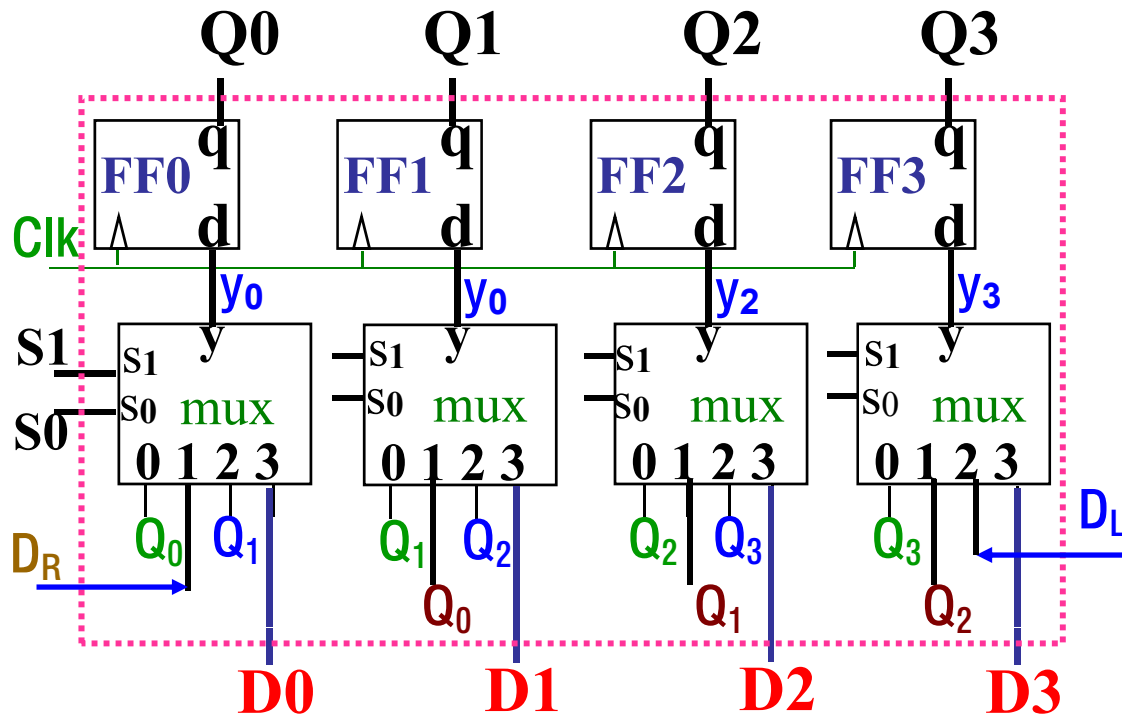 Q0 Q1 Q2 Q3
q q q q
FF0 FF1 FF2 FF3
d d d d
Clk
y0 y0 y2 y3
y y y y
S1 S1 S1 S1 S1
S0 S0 S0 S0 S0
mux mux mux mux
0 1 2 3 0 1 2 3 0 1 2 3 0 1 2 3
DL
Q0 Q1 Q1 Q2 Q2 Q3 Q3
DR
Q0 Q1 Q2
D0 D1 D2 D3